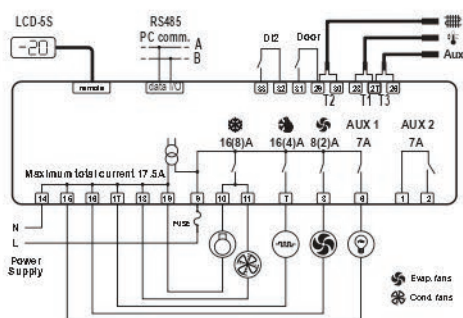 LCD-5S
-20
RS485
PC comm.
A
B
DI2
Door
Aux
remote
data I/O
33 32 31 29 30 28 27 26
T2 T1 T3
16(8)A 16(4)A 8(2)A
AUX 1
7A
AUX 2
7A
Maximum total current 17.5A
14 15 16 17 18 19 9 10 11 7 8 6 1 2
N
L
FUSE
Power
Supply
Evap. fans
Cond. fans